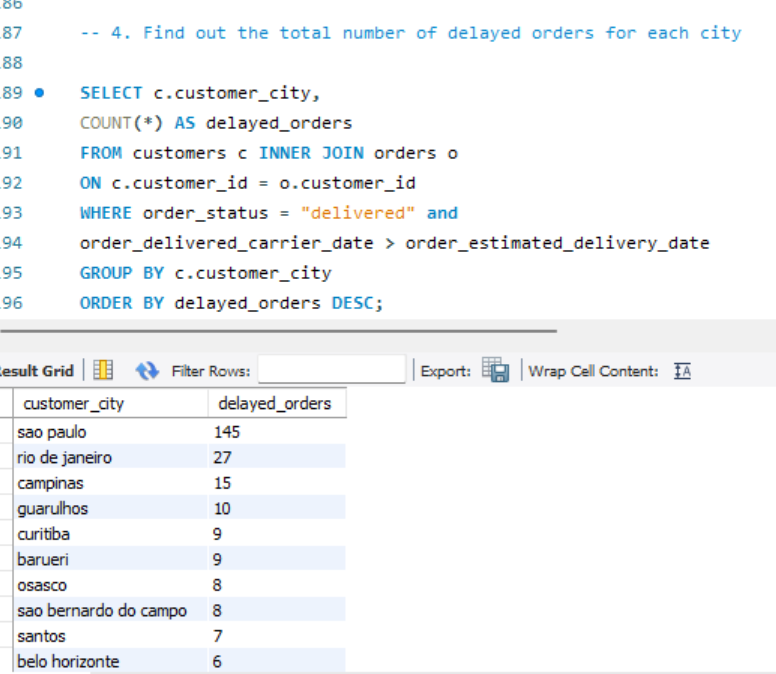 86
87 -- 4. Find out the total number of delayed orders for each city
88
89 SELECT c.customer_city,
90 COUNT(*) AS delayed_orders
91 FROM customers c INNER JOIN orders o
92 ON c.customer_id = o.customer_id
93 WHERE order_status = "delivered" and
94 order_delivered_carrier_date > order_estimated_delivery_date
95 GROUP BY c.customer_city
96 ORDER BY delayed_orders DESC;
Result Grid Filter Rows: Export: Wrap Cell Content: IA
customer_city delayed_orders
sao paulo 145
rio de janeiro 27
campinas 15
guarulhos 10
curitiba 9
barueri 9
osasco 8
sao bernardo do campo 8
santos 7
belo horizonte 6